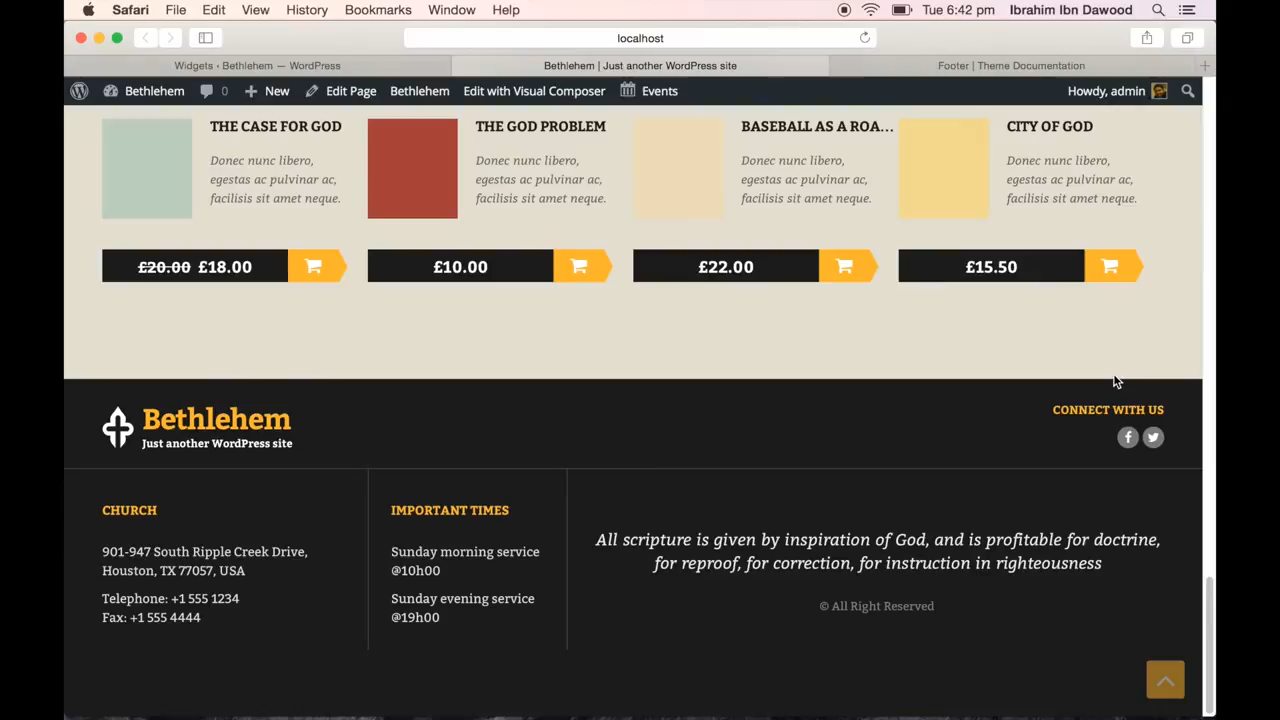 Safari File Edit View History Bookmarks Window Help Tue 6:42 pm Ibrahim Ibn Dawood
localhost
Widgets ‹ Bethlehem — WordPress Bethlehem | Just another WordPress site Footer | Theme Documentation +
Bethlehem 0 New Edit Page Bethlehem Edit with Visual Composer Events Howdy, admin
THE CASE FOR GOD
Donec nunc libero,
egestas ac pulvinar ac,
facilisis sit amet neque.
£20.00 £18.00
THE GOD PROBLEM
Donec nunc libero,
egestas ac pulvinar ac,
facilisis sit amet neque.
£10.00
BASEBALL AS A ROA...
Donec nunc libero,
egestas ac pulvinar ac,
facilisis sit amet neque.
£22.00
CITY OF GOD
Donec nunc libero,
egestas ac pulvinar ac,
facilisis sit amet neque.
£15.50
Bethlehem
Just another WordPress site
CONNECT WITH US
CHURCH
901-947 South Ripple Creek Drive,
Houston, TX 77057, USA
Telephone: +1 555 1234
Fax: +1 555 4444
IMPORTANT TIMES
Sunday morning service
@10h00
Sunday evening service
@19h00
All scripture is given by inspiration of God, and is profitable for doctrine,
for reproof, for correction, for instruction in righteousness
© All Right Reserved